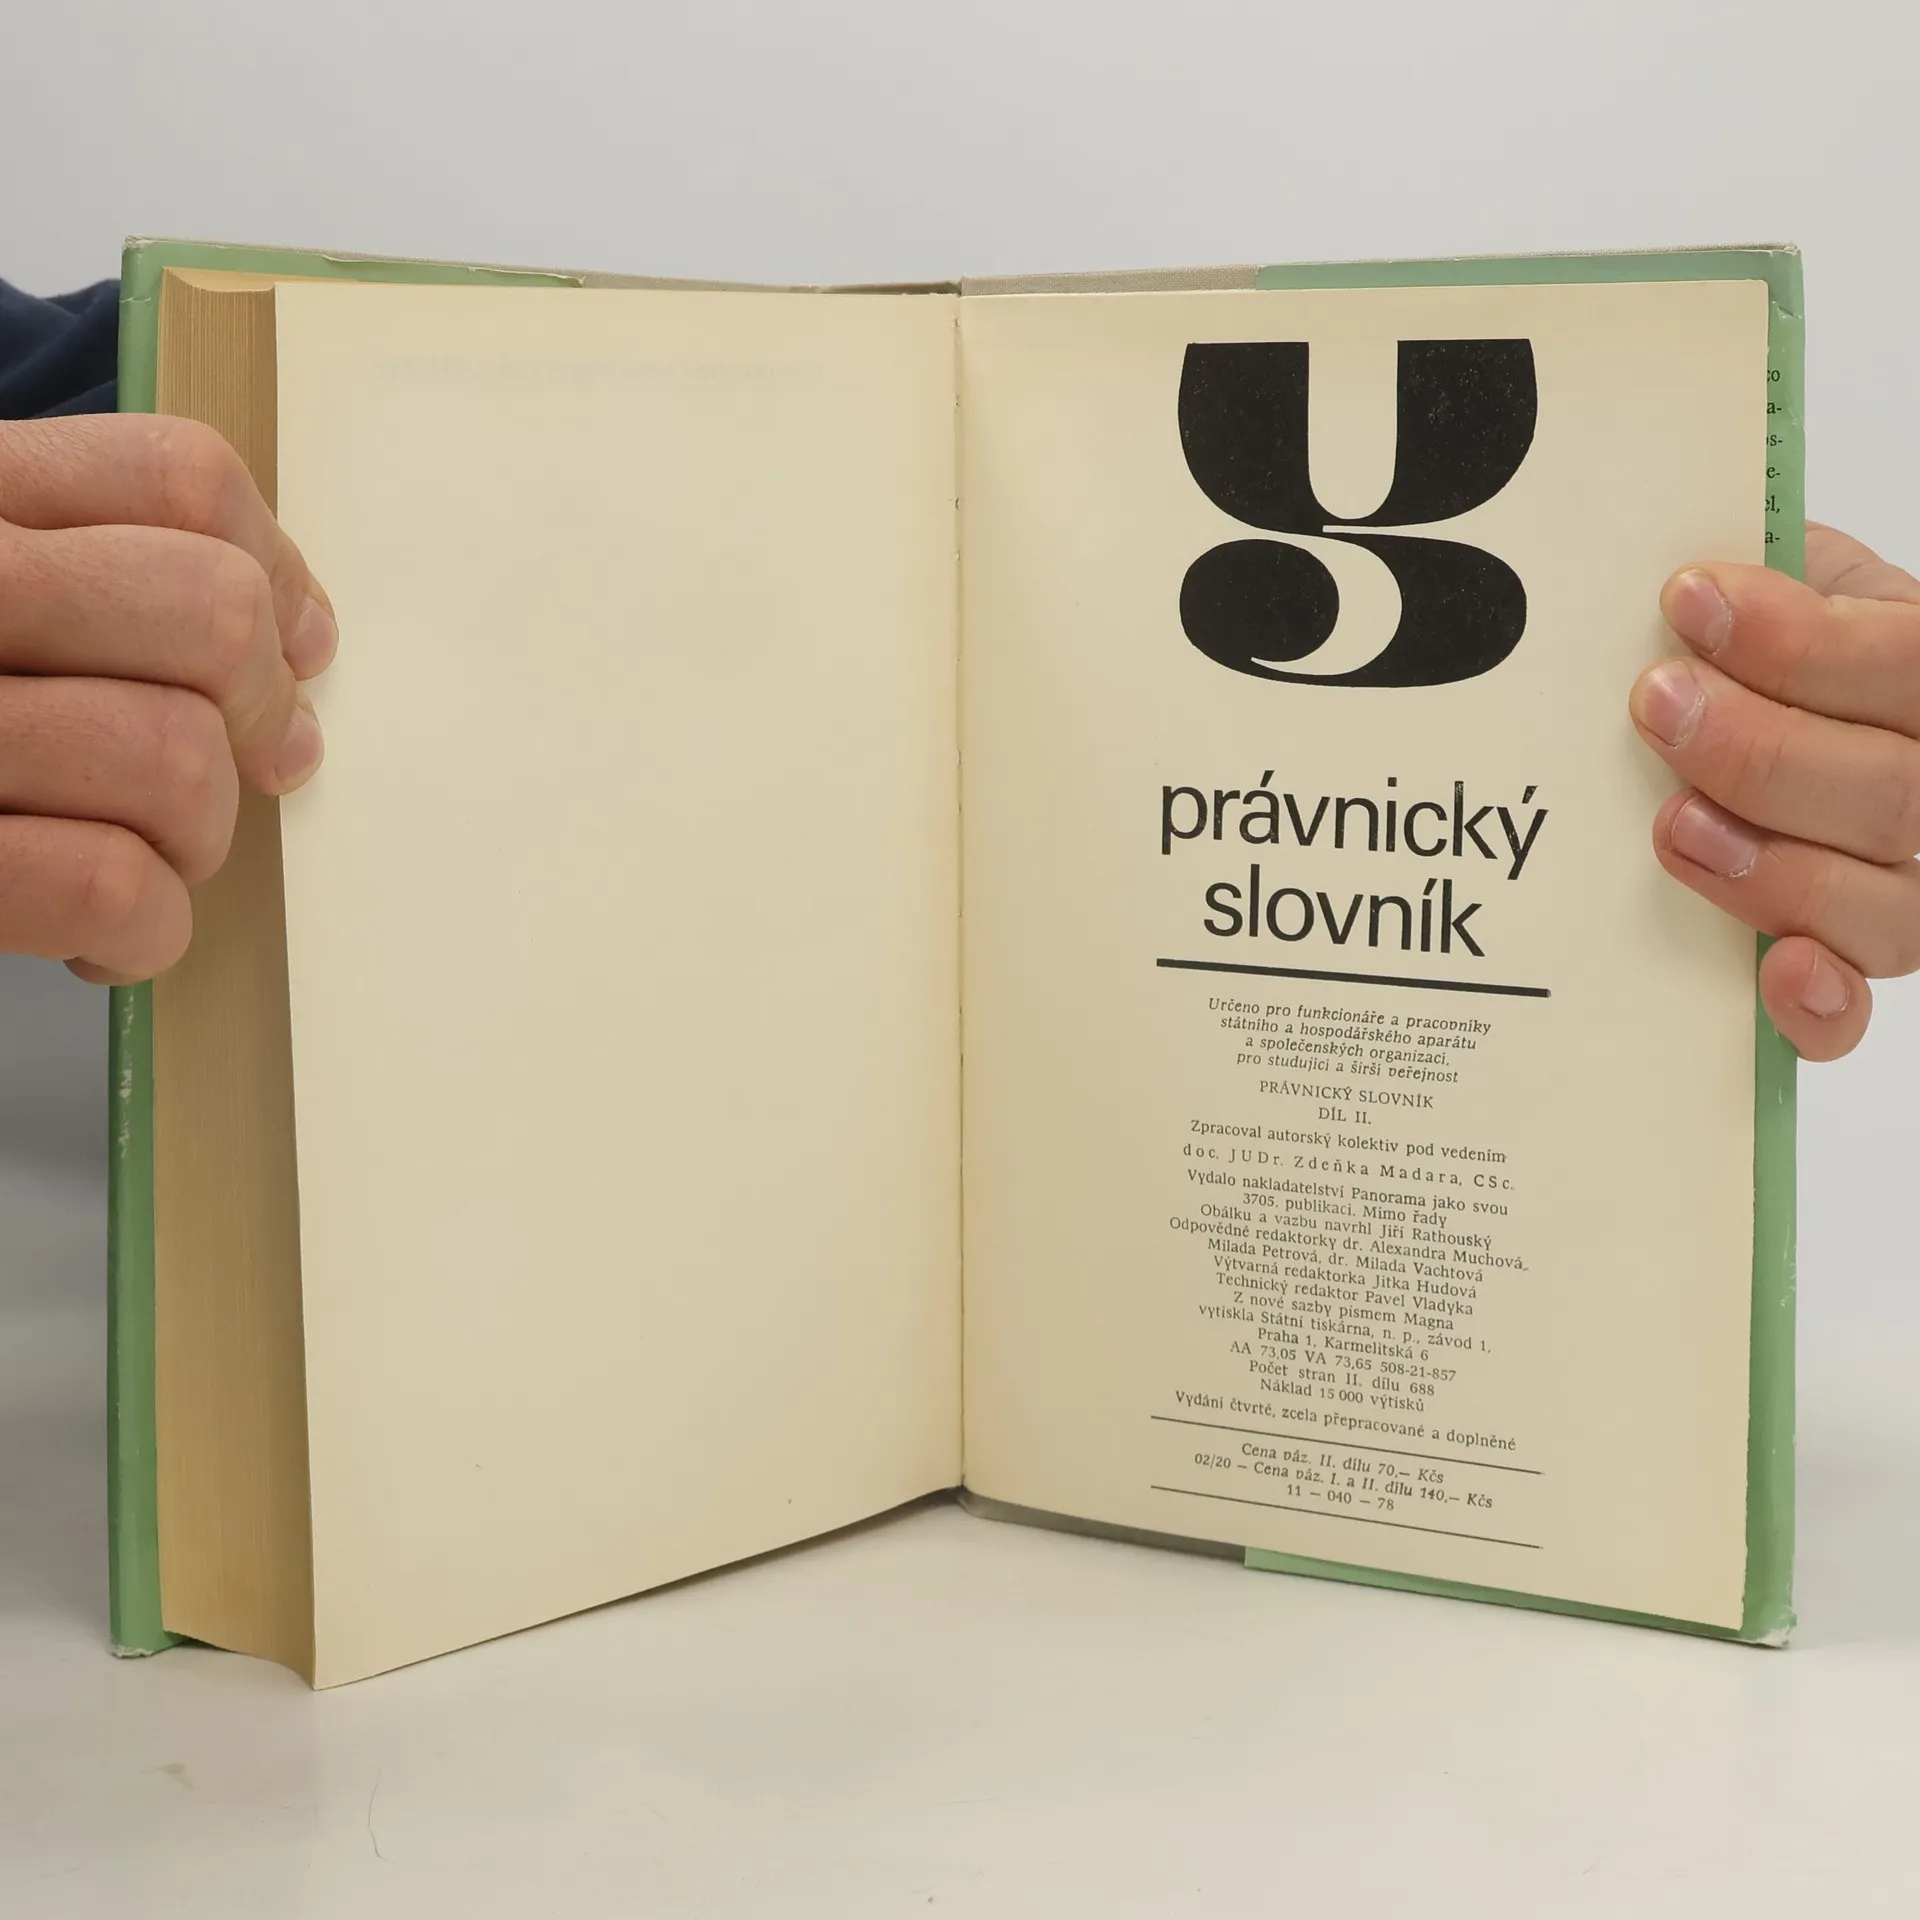 právnický
slovník
Určeno pro funkcionáře a pracovníky
státního a hospodářského aparátu
a společenských organizací,
pro studující a širší veřejnost
PRÁVNICKÝ SLOVNÍK
DÍL II.
Zpracoval autorský kolektiv pod vedením
doc. JUDr. Zdeňka Madara, CSc.
Vydalo nakladatelství Panorama jako svou
3705. publikaci. Mimo řady
Obálku a vazbu navrhl Jiří Rathouský
Odpovědné redaktorky dr. Alexandra Muchová,
Milada Petrová, dr. Milada Vachtová
Výtvarná redaktorka Jitka Hudová
Technický redaktor Pavel Vladyka
Z nové sazby písmem Magna
vytiskla Státní tiskárna, n. p., závod 1,
Praha 1, Karmelitská 6
AA 73,05 VA 73,65 508-21-857
Počet stran II. dílu 688
Náklad 15 000 výtisků
Vydání čtvrté, zcela přepracované a doplněné
Cena váz. II. dílu 70,— Kčs
02/20 — Cena váz. I. a II. dílu 140,— Kčs
11 — 040 — 78